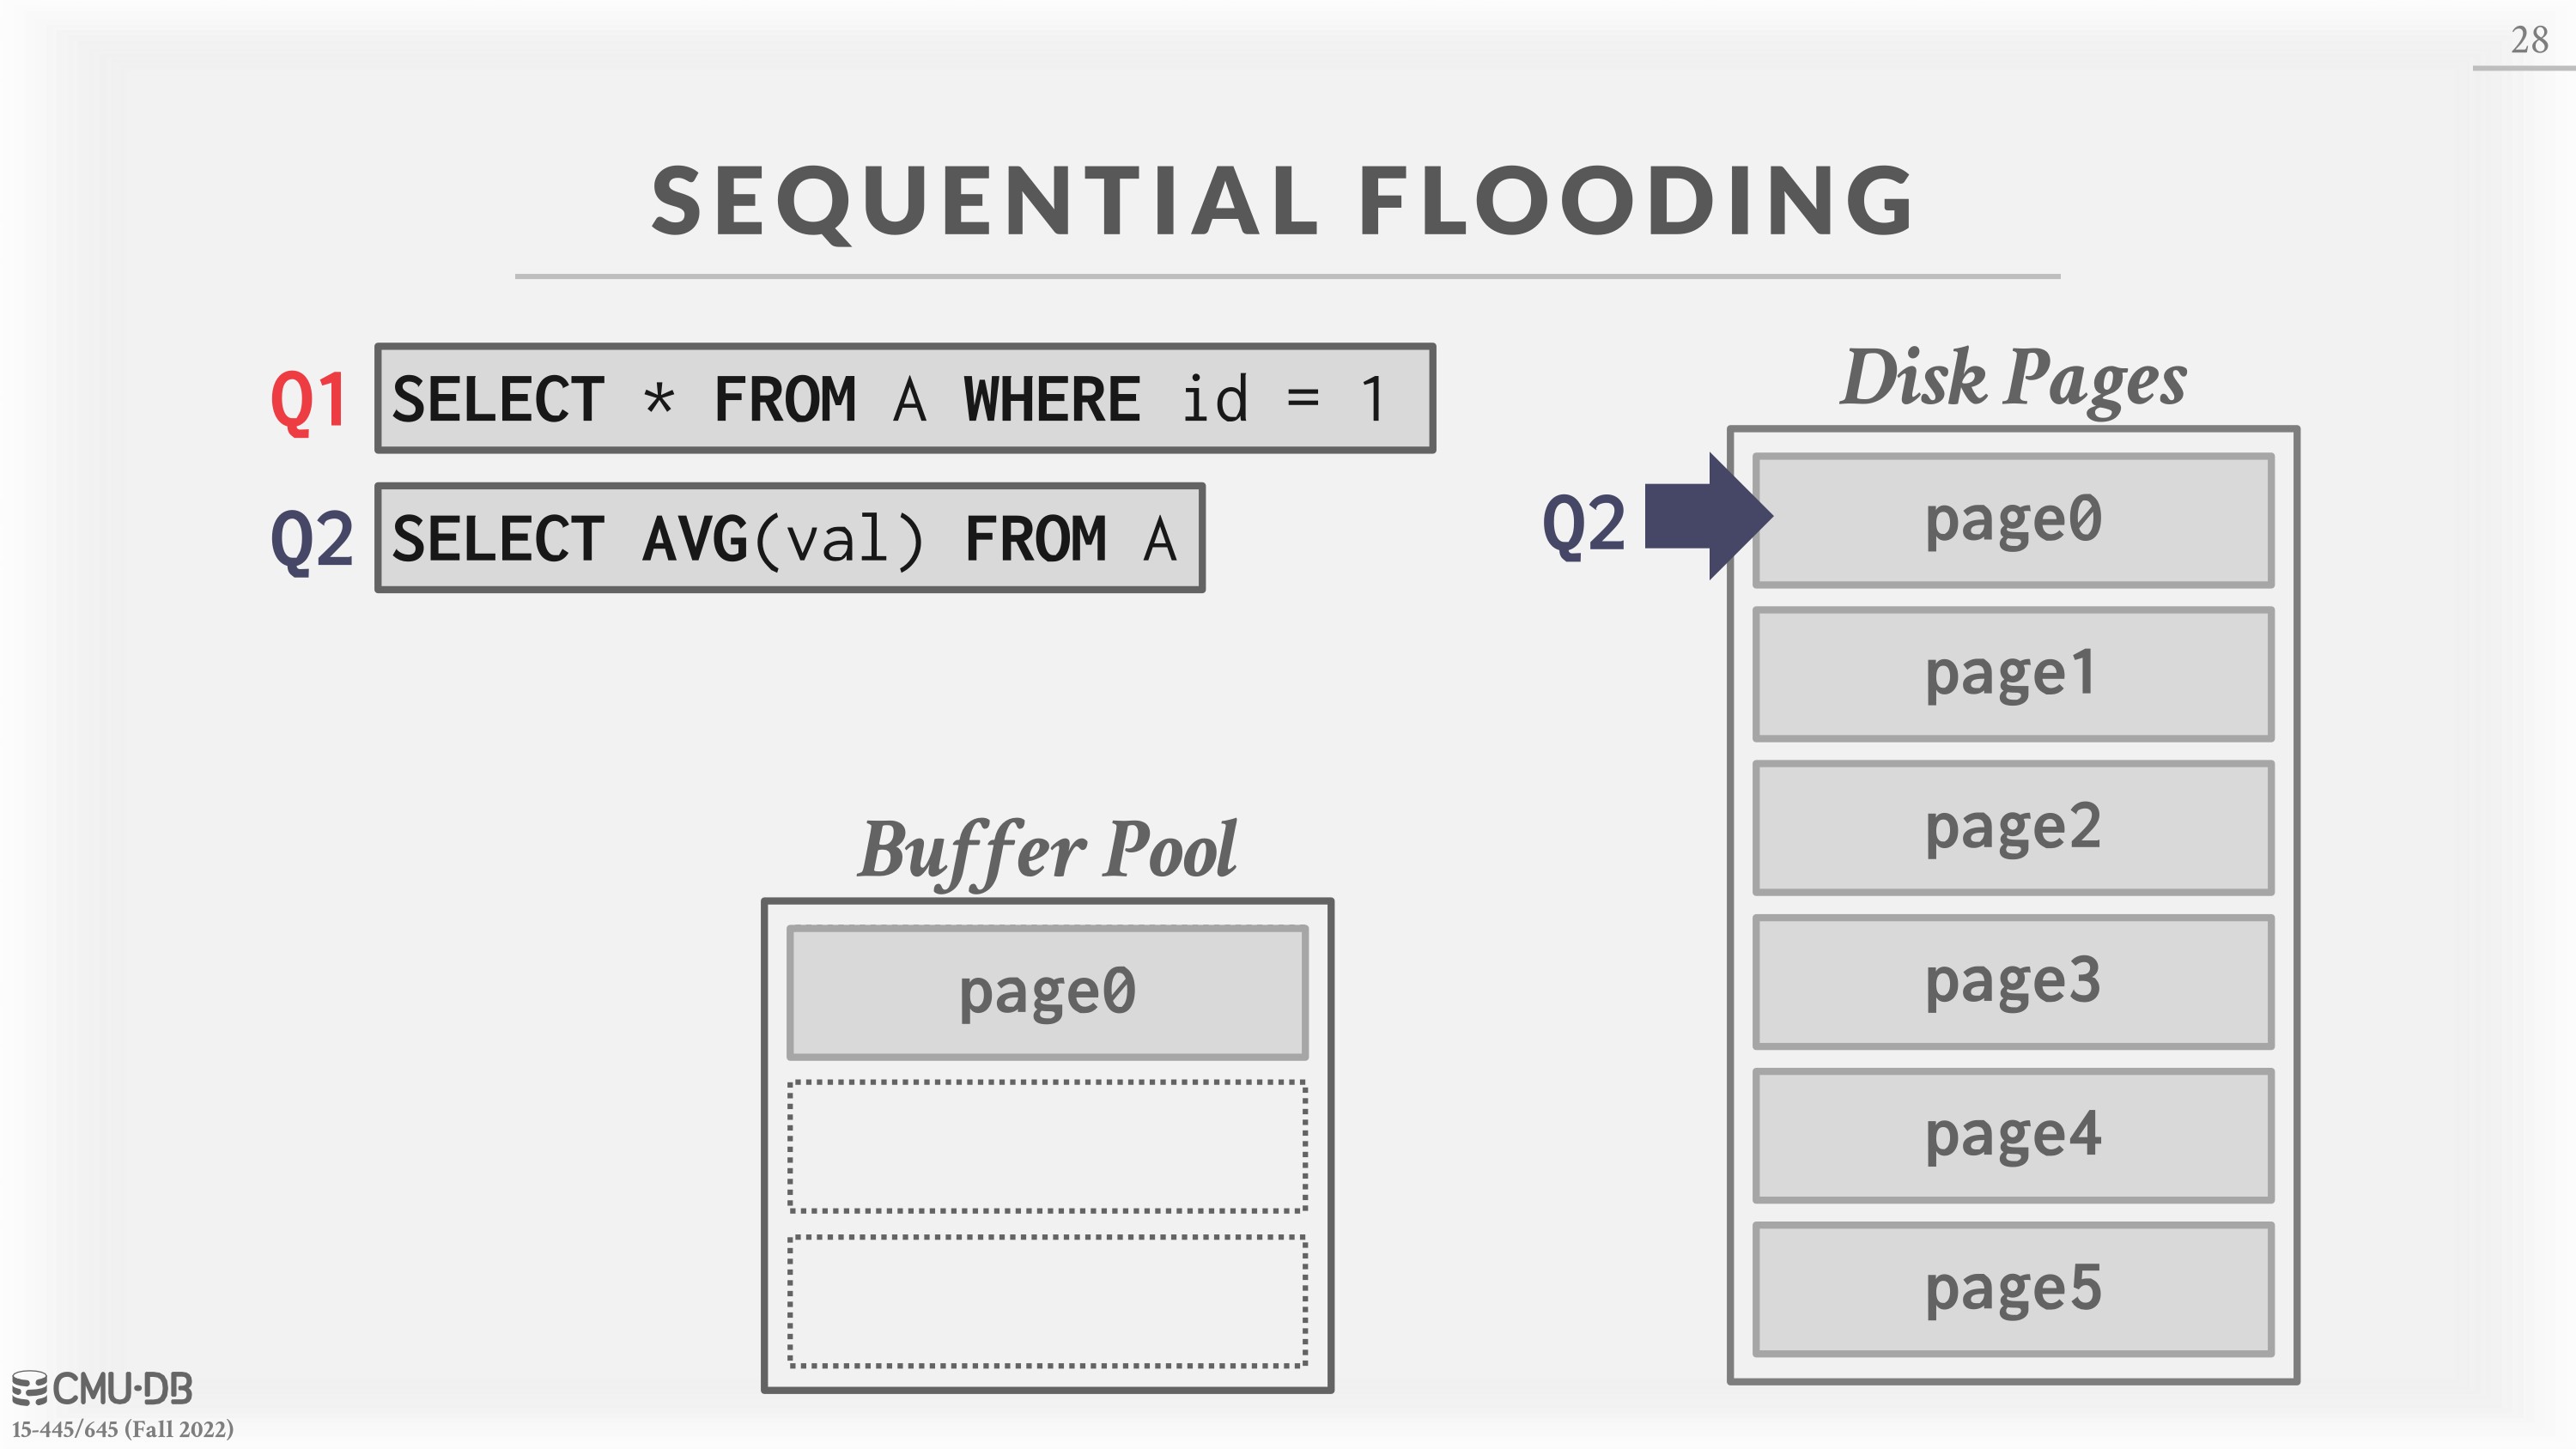 28
SEQUENTIAL FLOODING
Q1 SELECT * FROM A WHERE id = 1
Q2 SELECT AVG(val) FROM A
Disk Pages
Q2
page0
page1
page2
page3
page4
page5
Buffer Pool
page0
CMU·DB
15-445/645 (Fall 2022)